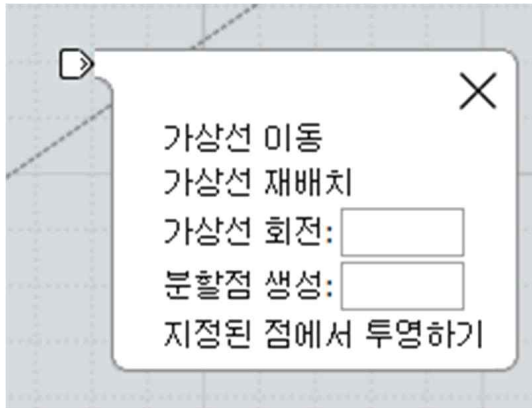 가상선 이동
가상선 재배치
가상선 회전:
분할점 생성:
지정된 점에서 투영하기